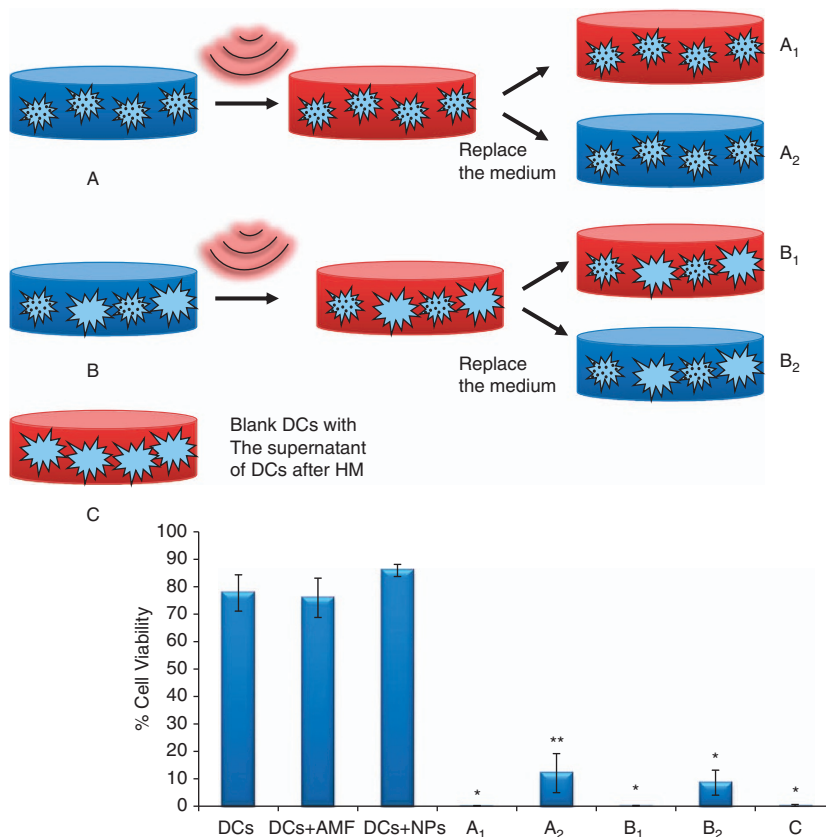 A
Replace
the medium
A1
A2
B
Replace
the medium
B1
B2
Blank DCs with
The supernatant
of DCs after HM
C
% Cell Viability
100
90
80
70
60
50
40
30
20
10
0
*
**
*
*
*
DCs DCs+AMF DCs+NPs A1 A2 B1 B2 C